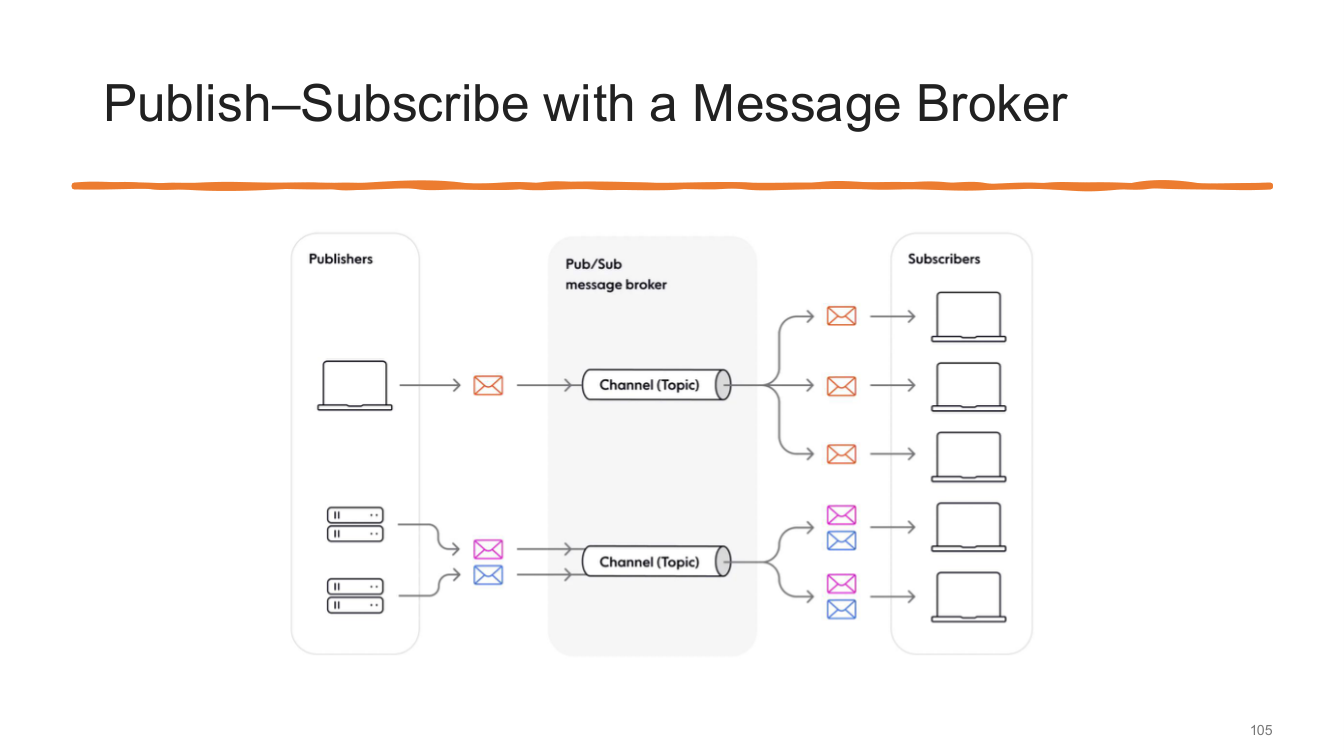 Publish–Subscribe with a Message Broker
Publishers
Pub/Sub
message broker
Subscribers
Channel (Topic)
Channel (Topic)
105